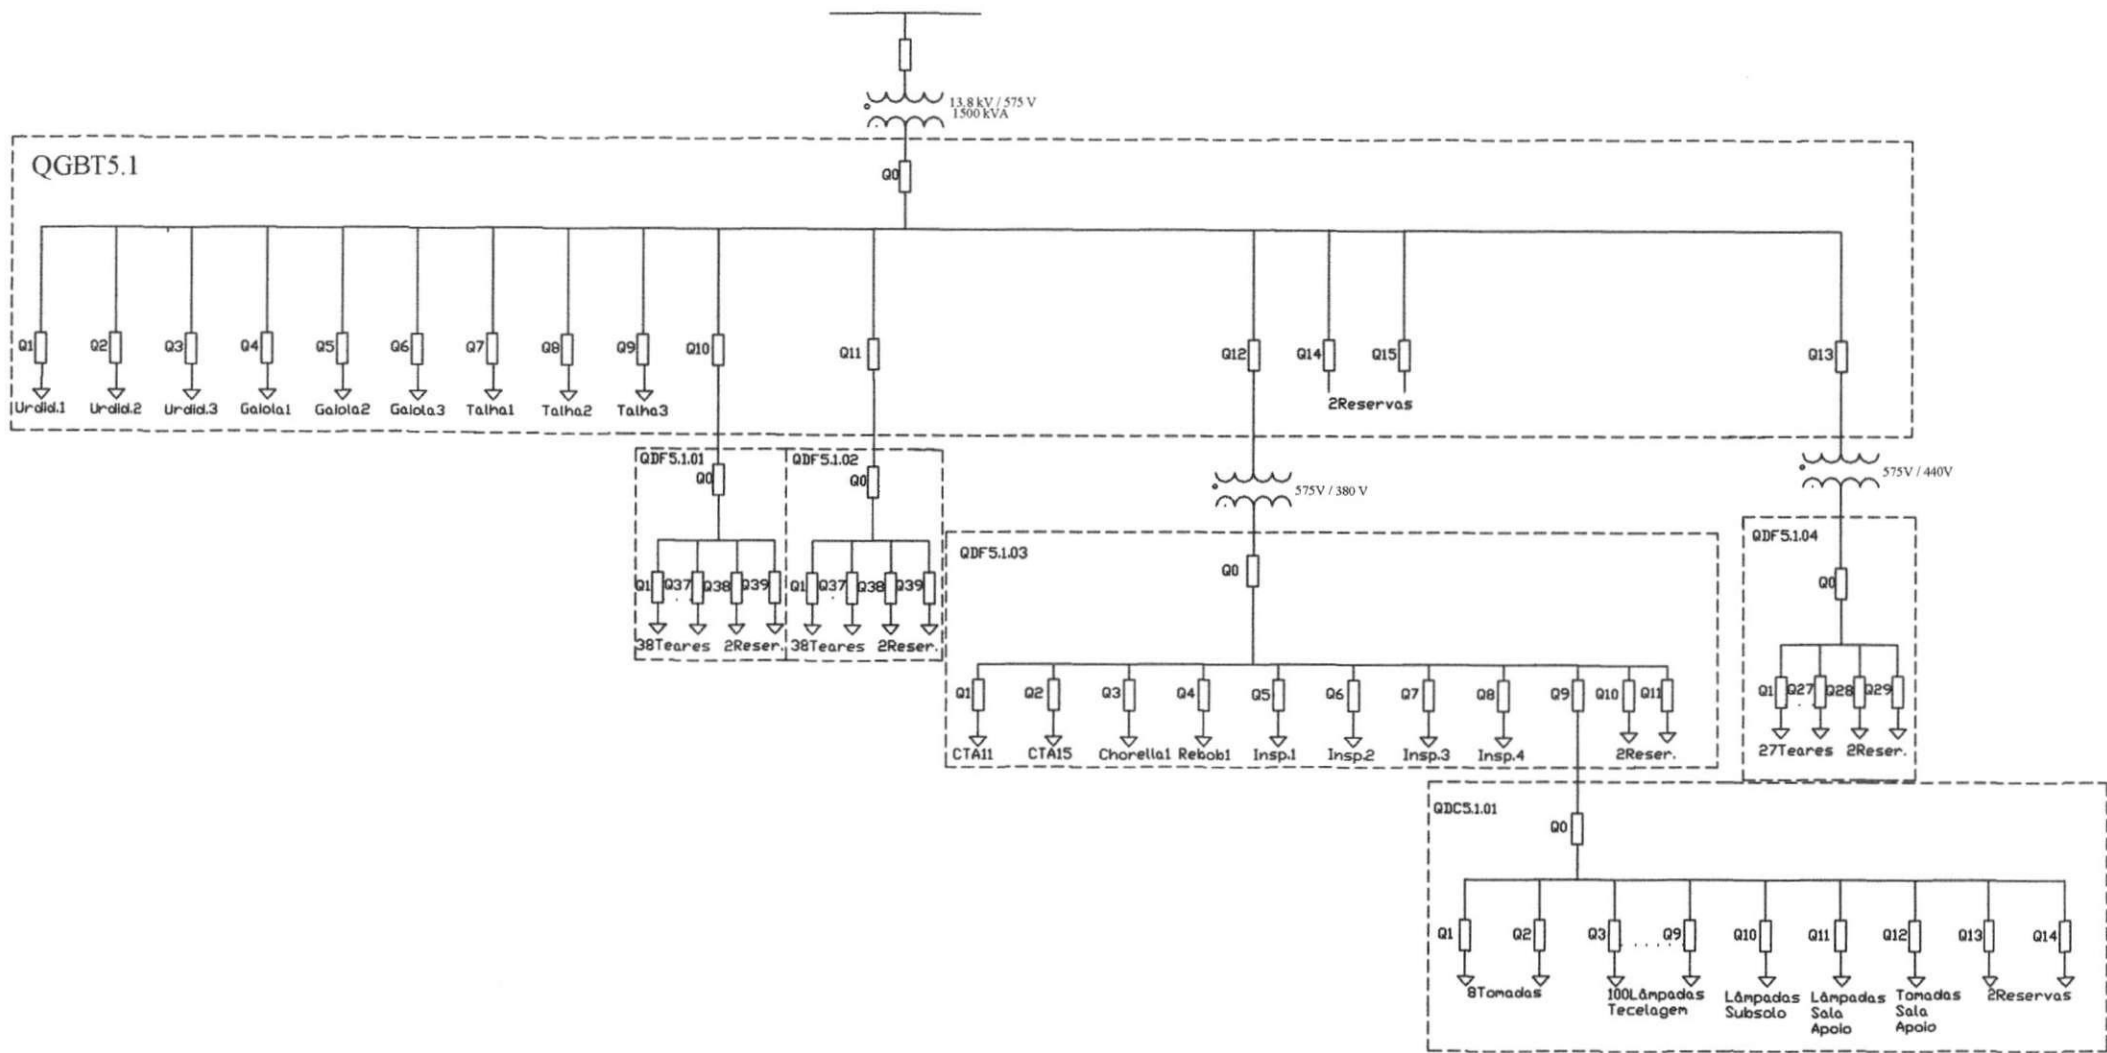 13.8 kV / 575 V
1500 kVA
QGBT5.1
Q0
Q1
Q2
Q3
Q4
Q5
Q6
Q7
Q8
Q9
Q10
Q11
Q12
Q14
Q15
Q13
Urdid.1
Urdid.2
Urdid.3
Gaiola1
Gaiola2
Gaiola3
Talha1
Talha2
Talha3
2Reservas
QDF5.1.01
Q0
Q1
Q37
Q38
Q39
38Teares
2Reser.
QDF5.1.02
Q0
Q1
Q37
Q38
Q39
38Teares
2Reser.
575V / 380 V
QDF5.1.03
Q0
Q1
Q2
Q3
Q4
Q5
Q6
Q7
Q8
Q9
Q10
Q11
CTA11
CTA15
Chorella1
Rebob1
Insp.1
Insp.2
Insp.3
Insp.4
2Reser.
575V / 440V
QDF5.1.04
Q0
Q1
Q27
Q28
Q29
27Teares
2Reser.
QDC5.1.01
Q0
Q1
Q2
Q3
Q9
Q10
Q11
Q12
Q13
Q14
8Tomadas
100Lâmpadas
Tecelagem
Lâmpadas
Subsolo
Lâmpadas
Sala
Apoio
Tomadas
Sala
Apoio
2Reservas